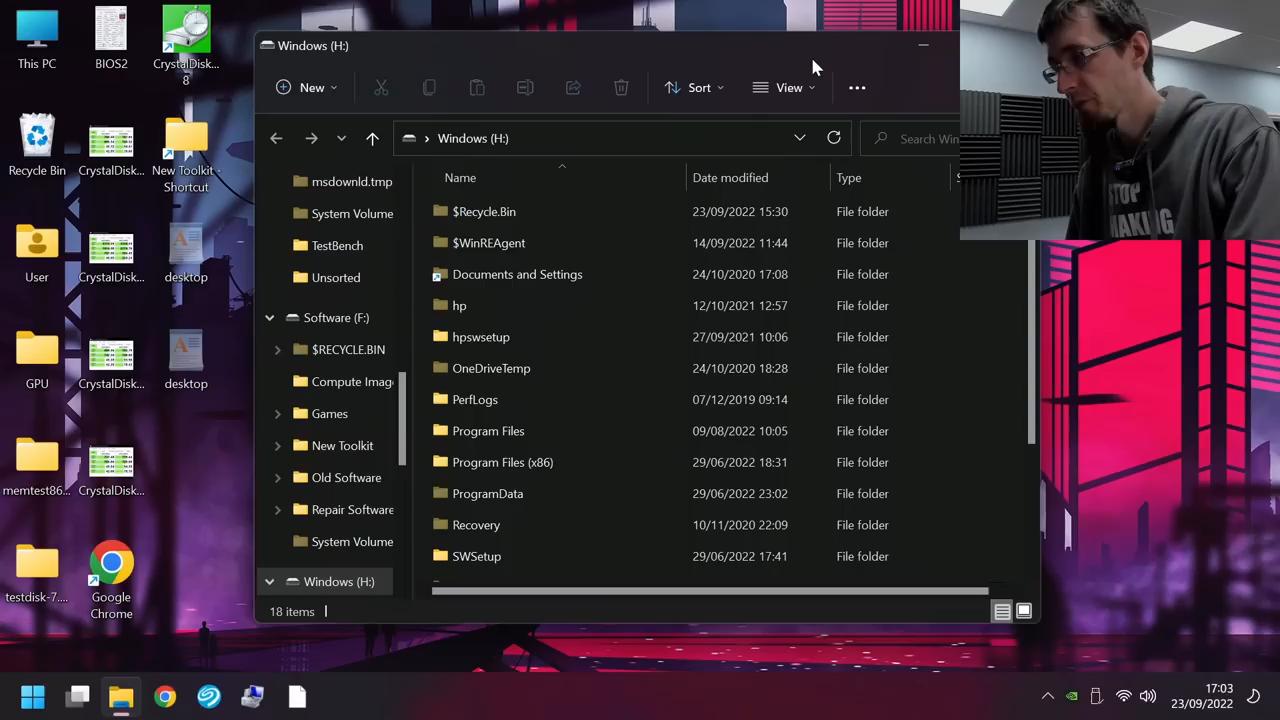 Windows (H:)
New
Sort
View
Windows (H:)
Search Win
Name
Date modified
Type
msdownld.tmp
System Volume
TestBench
Unsorted
Software (F:)
$RECYCLE.BIN
Compute Imag
Games
New Toolkit
Old Software
Repair Software
System Volume
Windows (H:)
$Recycle.Bin 23/09/2022 15:30 File folder
$WinREAgent 14/09/2022 11:44 File folder
Documents and Settings 24/10/2020 17:08 File folder
hp 12/10/2021 12:57 File folder
hpswsetup 27/09/2021 10:06 File folder
OneDriveTemp 24/10/2020 18:28 File folder
PerfLogs 07/12/2019 09:14 File folder
Program Files 09/08/2022 10:05 File folder
Program Files (x86) 29/06/2022 18:31 File folder
ProgramData 29/06/2022 23:02 File folder
Recovery 10/11/2020 22:09 File folder
SWSetup 29/06/2022 17:41 File folder
18 items
This PC
BIOS2
CrystalDisk...
8
Recycle Bin
CrystalDisk...
New Toolkit -
Shortcut
User
CrystalDisk...
desktop
GPU
CrystalDisk...
desktop
memtest86...
CrystalDisk...
testdisk-7....
Google
Chrome
STOP
MAKING
17:03
23/09/2022